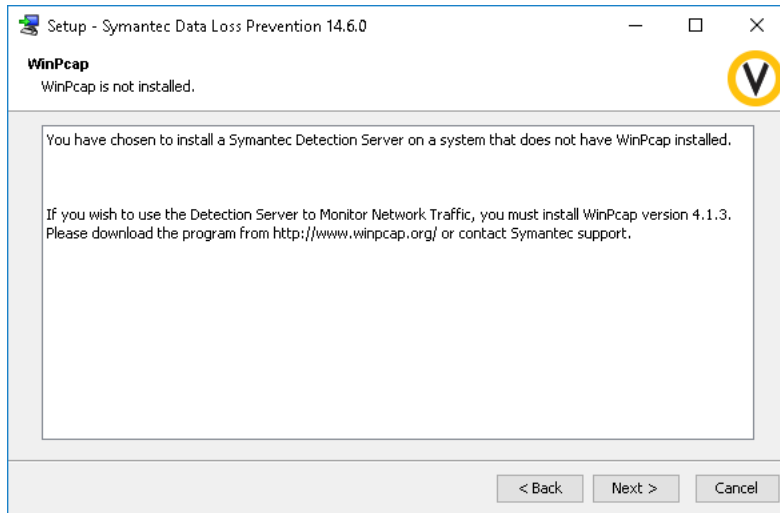 Setup - Symantec Data Loss Prevention 14.6.0
WinPcap
WinPcap is not installed.
You have chosen to install a Symantec Detection Server on a system that does not have WinPcap installed.
If you wish to use the Detection Server to Monitor Network Traffic, you must install WinPcap version 4.1.3.
Please download the program from http://www.winpcap.org/ or contact Symantec support.
< Back
Next >
Cancel